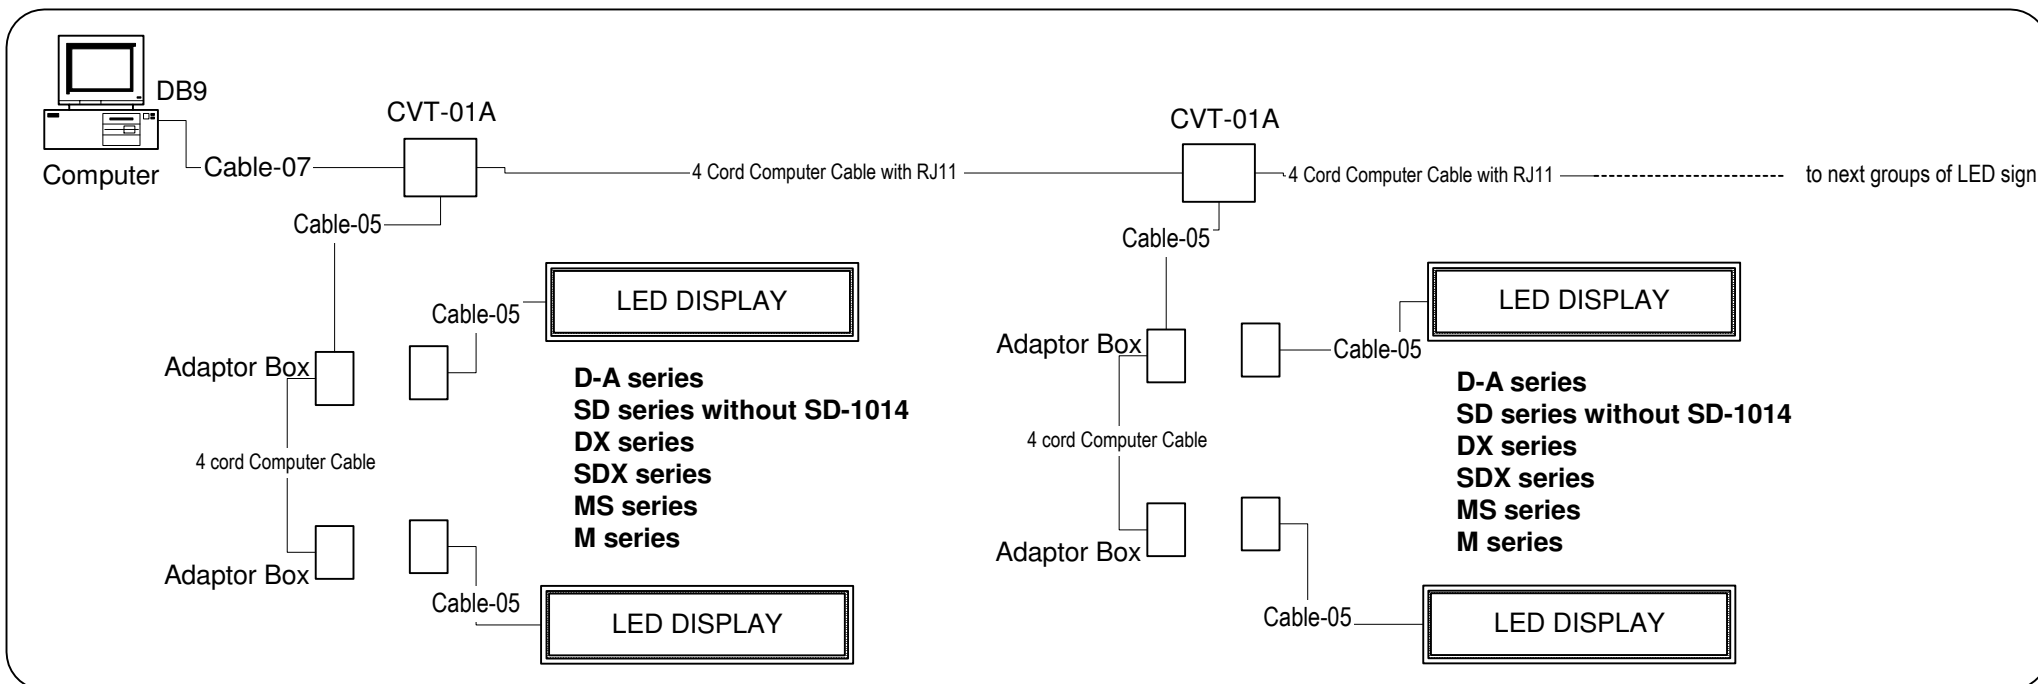 DB9
Computer
Cable-07
CVT-01A
4 Cord Computer Cable with RJ11
CVT-01A
4 Cord Computer Cable with RJ11
to next groups of LED sign
Cable-05
Adaptor Box
4 cord Computer Cable
Adaptor Box
Cable-05
LED DISPLAY
D-A series
SD series without SD-1014
DX series
SDX series
MS series
M series
Cable-05
LED DISPLAY
Cable-05
Adaptor Box
4 cord Computer Cable
Adaptor Box
Cable-05
LED DISPLAY
D-A series
SD series without SD-1014
DX series
SDX series
MS series
M series
Cable-05
LED DISPLAY